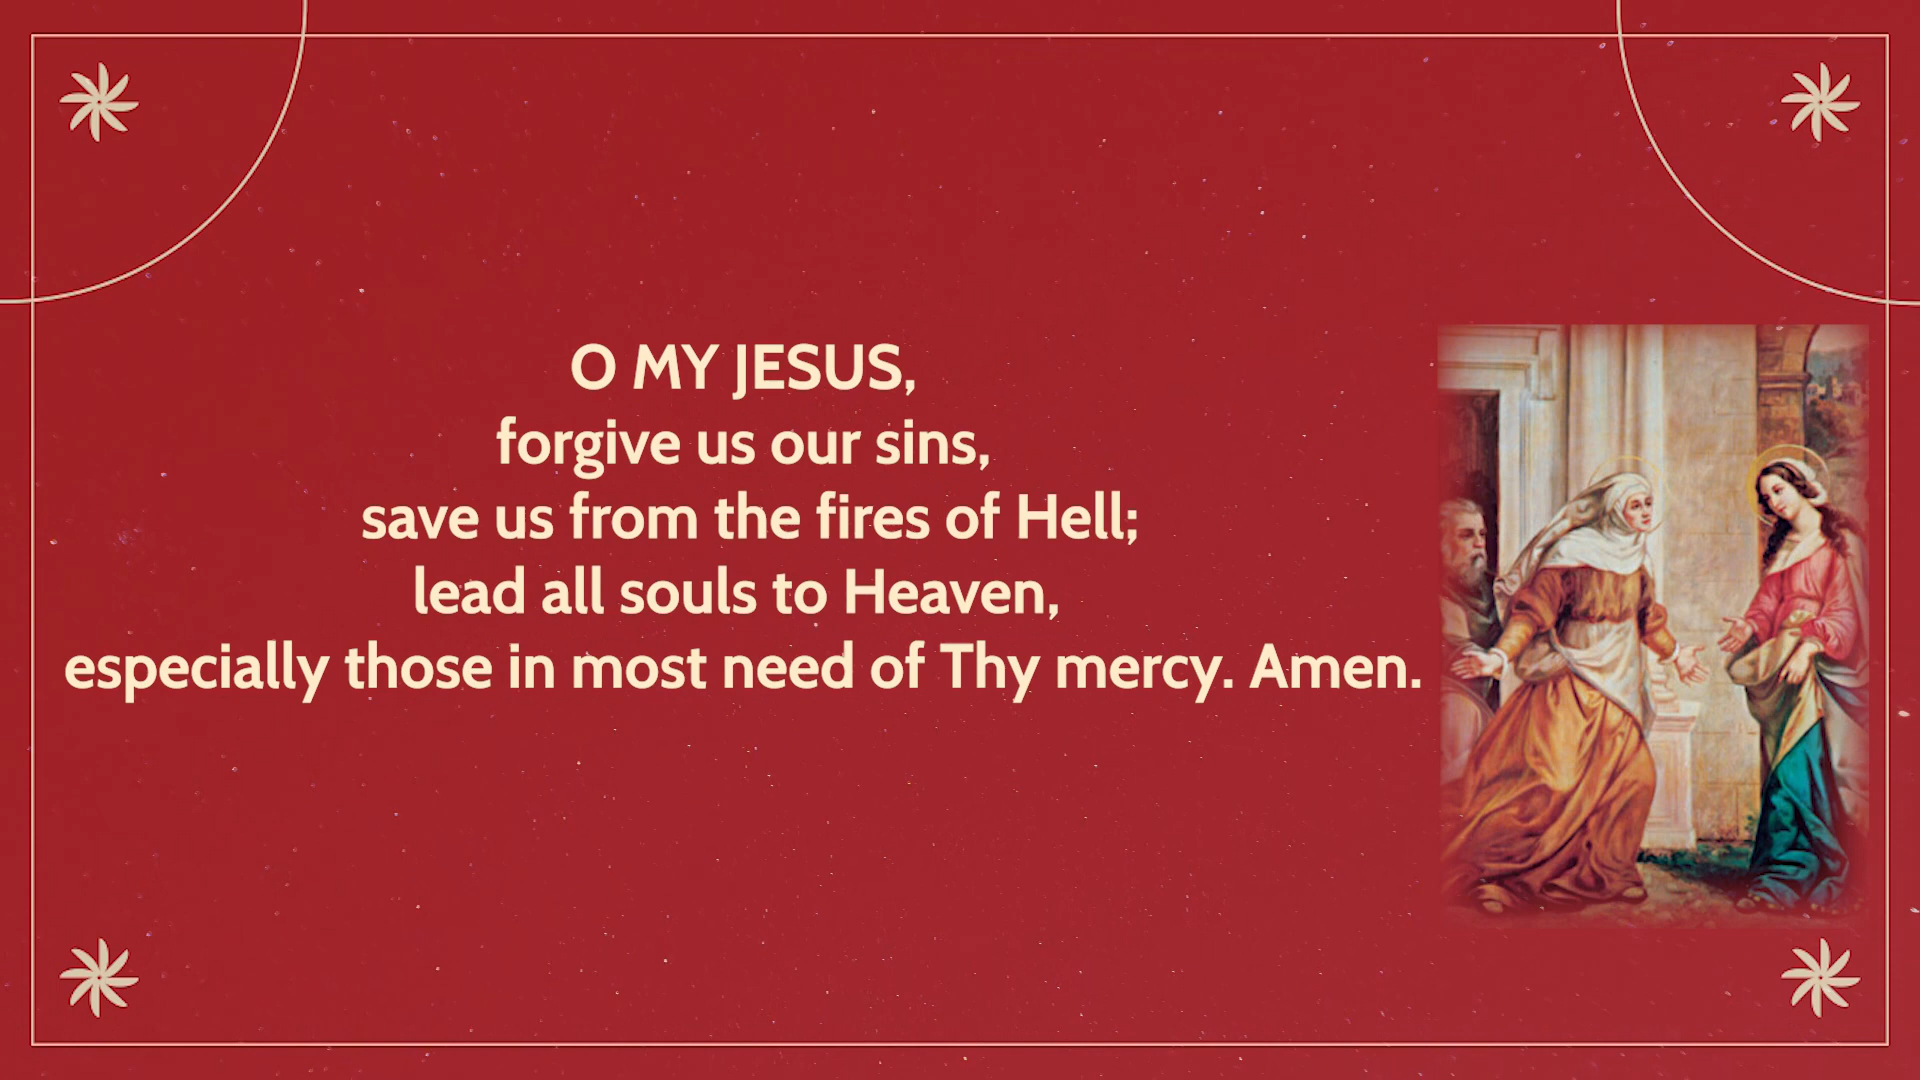 O MY JESUS,
forgive us our sins,
save us from the fires of Hell;
lead all souls to Heaven,
especially those in most need of Thy mercy. Amen.